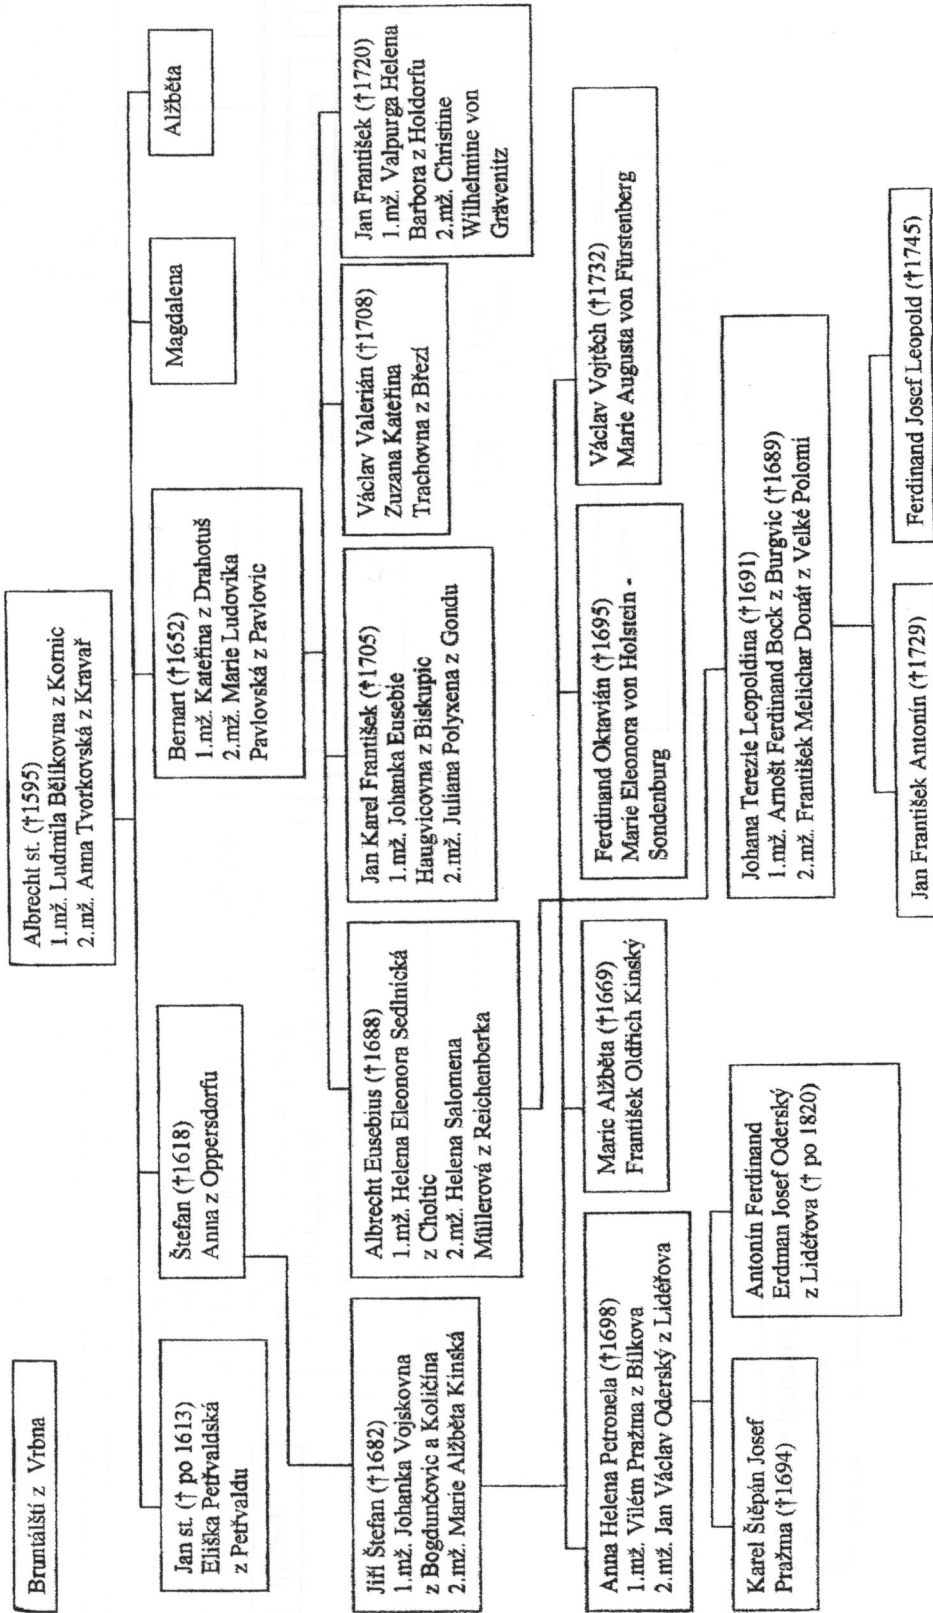 Bruntálští z Vrbna
Albrecht st. (†1595)
1.mž. Ludmila Bělíkovna z Kornic
2.mž. Anna Tvorkovská z Kravař
Jan st. († po 1613)
Eliška Petřvaldská
z Petřvaldu
Štefan (†1618)
Anna z Oppersdorfu
Bernart (†1652)
1.mž. Kateřina z Drahotuš
2.mž. Marie Ludovika
Pavlovská z Pavlovic
Magdalena
Alžběta
Jiří Štefan (†1682)
1.mž. Johanka Vojskovna
z Bogdunčovic a Količína
2.mž. Marie Alžběta Kinská
Albrecht Eusebius (†1688)
1.mž. Helena Eleonora Sedlnická
z Choltic
2.mž. Helena Salomena
Müllerová z Reichenberka
Jan Karel František (†1705)
1.mž. Johanka Eusebie
Haugvicovna z Biskupic
2.mž. Juliana Polyxena z Gondu
Václav Valerián (†1708)
Zuzana Kateřina
Trachovna z Březí
Jan František (†1720)
1.mž. Valpurga Helena
Barbora z Holdorfu
2.mž. Christine
Wilhelmine von
Grävenitz
Anna Helena Petronela (†1698)
1.mž. Vilém Pražma z Bílkova
2.mž. Jan Václav Oderský z Lidéřova
Marie Alžběta (†1669)
František Oldřich Kinský
Ferdinand Oktavián (†1695)
Marie Eleonora von Holstein -
Sondenburg
Václav Vojtěch (†1732)
Marie Augusta von Fürstenberg
Karel Štěpán Josef
Pražma (†1694)
Antonín Ferdinand
Erdman Josef Oderský
z Lidéřova († po 1820)
Johana Terezie Leopoldina (†1691)
1.mž. Arnošt Ferdinand Bock z Burgvic (†1689)
2.mž. František Melichar Donát z Velké Polomi
Jan František Antonín (†1729)
Ferdinand Josef Leopold (†1745)